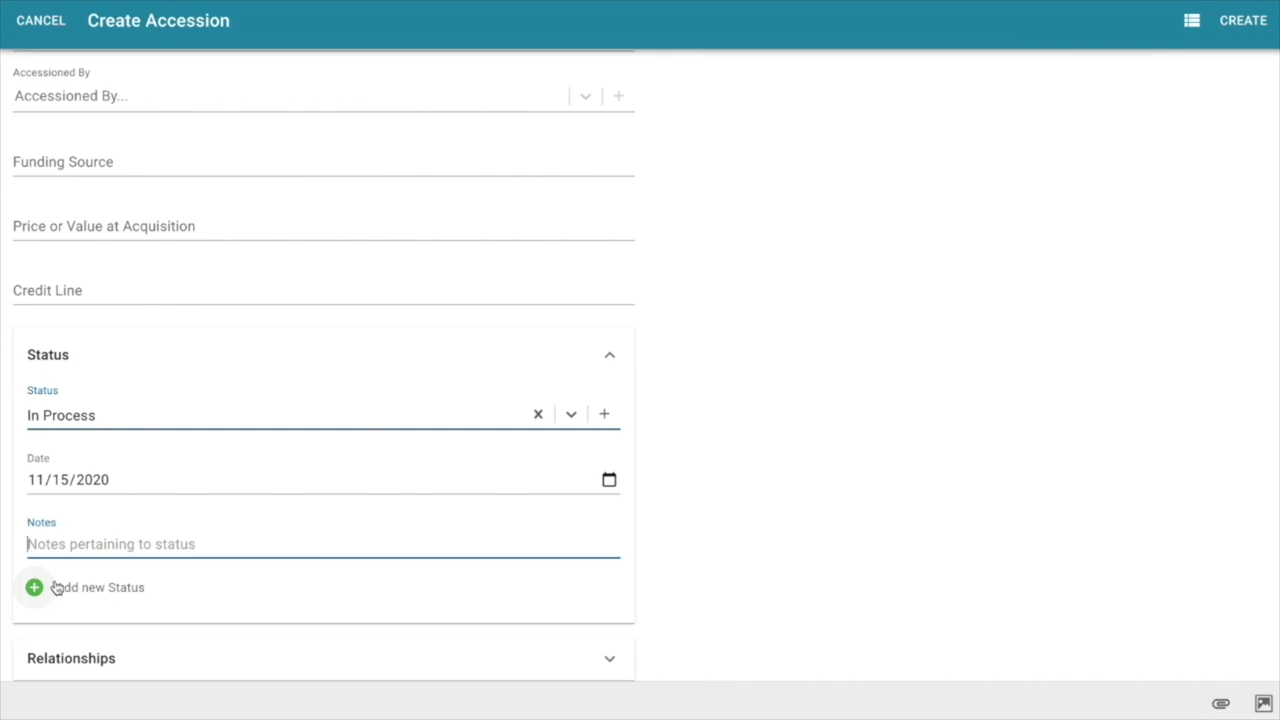 CANCEL Create Accession CREATE
Accessioned By
Accessioned By...
Funding Source
Price or Value at Acquisition
Credit Line
Status
Status
In Process
Date
11/15/2020
Notes
Notes pertaining to status
dd new Status
Relationships